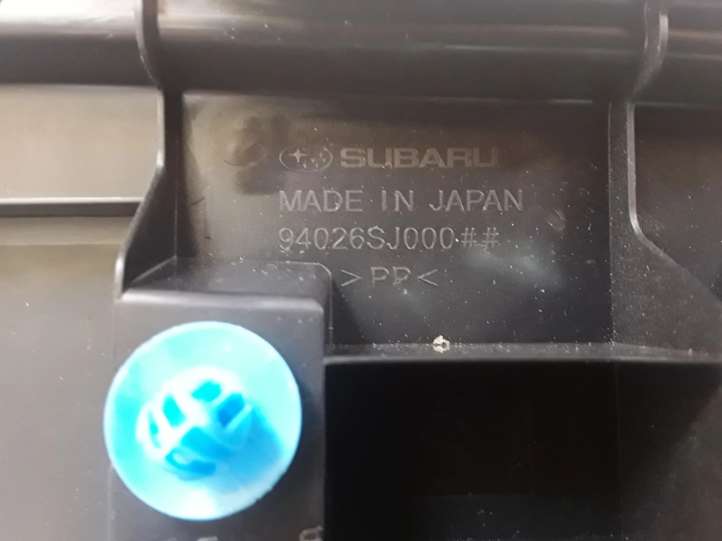 SUBARU
MADE IN JAPAN
94026SJ000##
>PP<